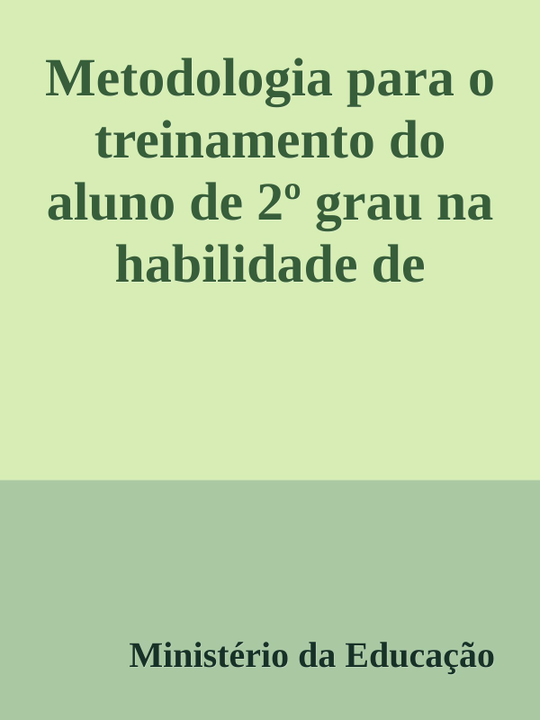 Metodologia para o
treinamento do
aluno de 2º grau na
habilidade de
Ministério da Educação